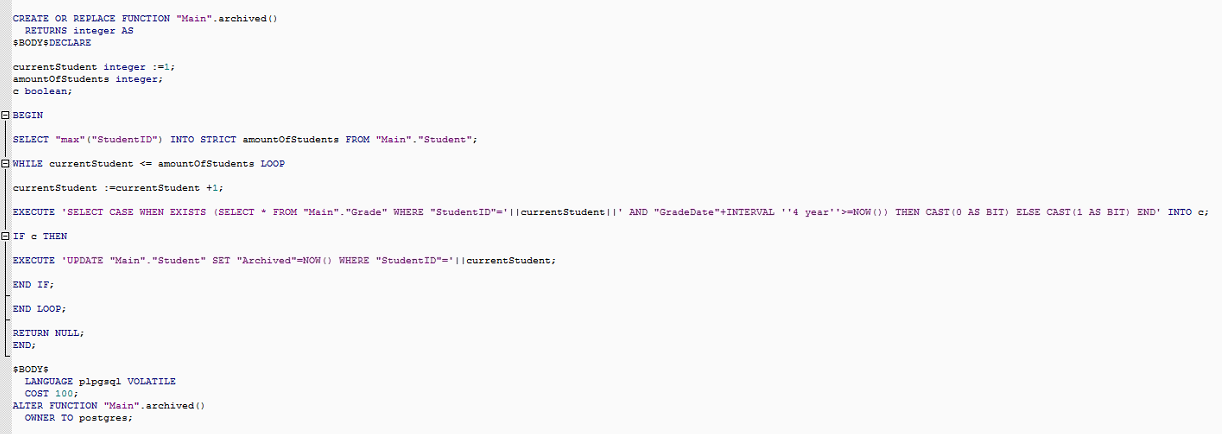 CREATE OR REPLACE FUNCTION "Main".archived()
  RETURNS integer AS
$BODY$DECLARE
currentStudent integer :=1;
amountOfStudents integer;
c boolean;
BEGIN
SELECT "max"("StudentID") INTO STRICT amountOfStudents FROM "Main"."Student";
WHILE currentStudent <= amountOfStudents LOOP
currentStudent :=currentStudent +1;
EXECUTE 'SELECT CASE WHEN EXISTS (SELECT * FROM "Main"."Grade" WHERE "StudentID"='||currentStudent||' AND "GradeDate"+INTERVAL ''4 year''>=NOW()) THEN CAST(0 AS BIT) ELSE CAST(1 AS BIT) END' INTO c;
IF c THEN
EXECUTE 'UPDATE "Main"."Student" SET "Archived"=NOW() WHERE "StudentID"='||currentStudent;
END IF;
END LOOP;
RETURN NULL;
END;
$BODY$
  LANGUAGE plpgsql VOLATILE
  COST 100;
ALTER FUNCTION "Main".archived()
  OWNER TO postgres;